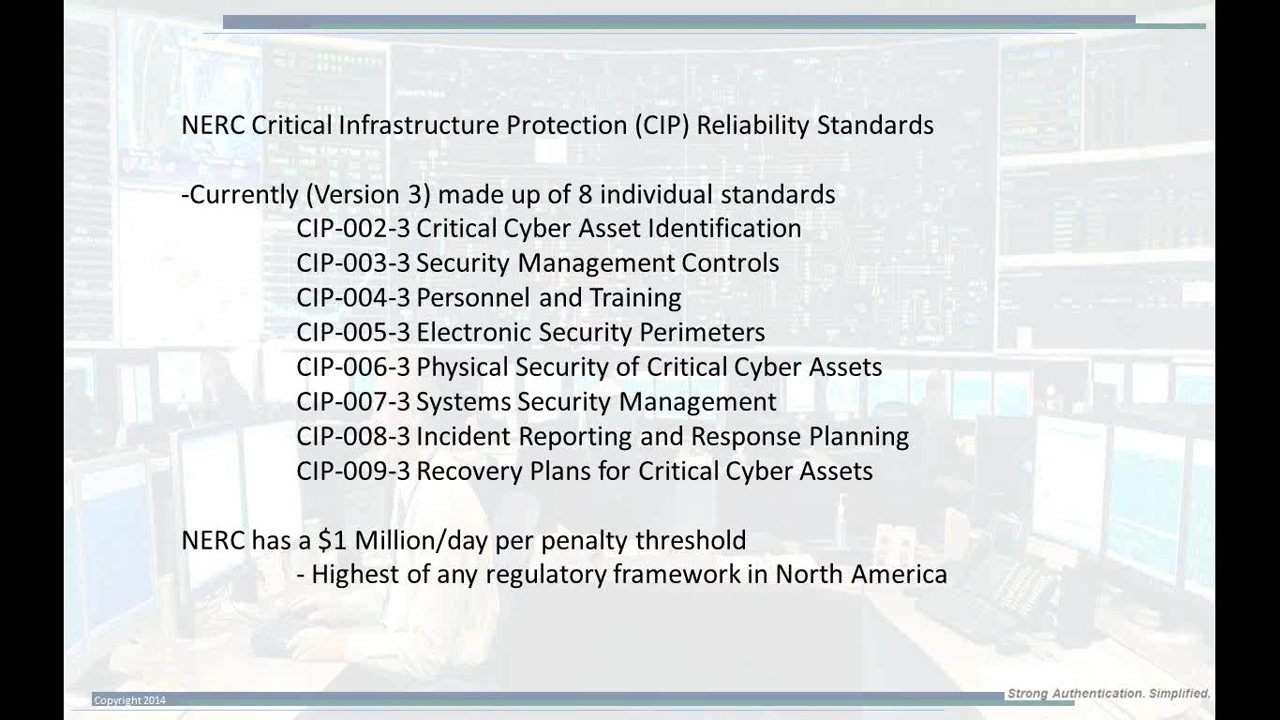 NERC Critical Infrastructure Protection (CIP) Reliability Standards
-Currently (Version 3) made up of 8 individual standards
CIP-002-3 Critical Cyber Asset Identification
CIP-003-3 Security Management Controls
CIP-004-3 Personnel and Training
CIP-005-3 Electronic Security Perimeters
CIP-006-3 Physical Security of Critical Cyber Assets
CIP-007-3 Systems Security Management
CIP-008-3 Incident Reporting and Response Planning
CIP-009-3 Recovery Plans for Critical Cyber Assets
NERC has a $1 Million/day per penalty threshold
- Highest of any regulatory framework in North America
Copyright 2014
Strong Authentication. Simplified.